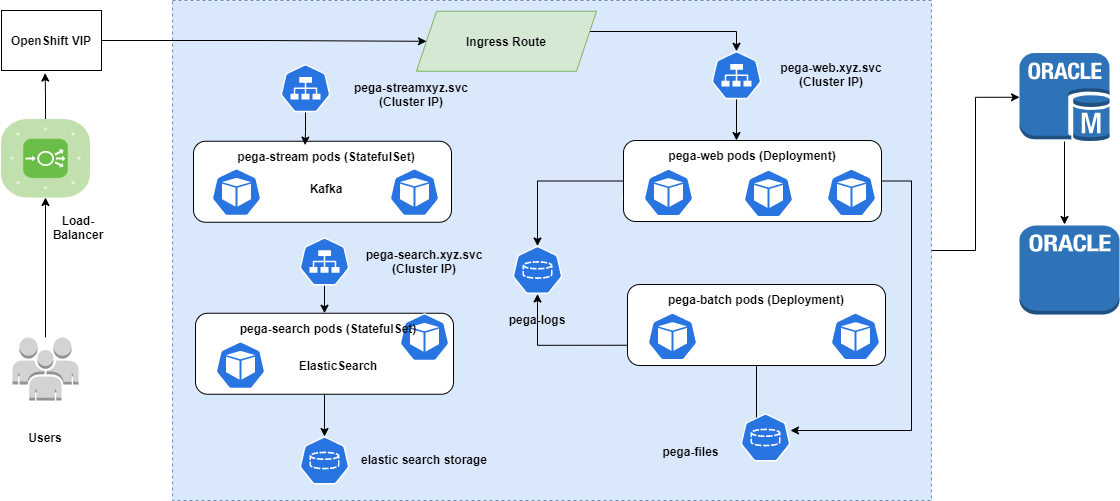 OpenShift VIP
Ingress Route
pega-streamxyz.svc
(Cluster IP)
pega-web.xyz.svc
(Cluster IP)
ORACLE
M
pega-stream pods (StatefulSet)
Kafka
pega-web pods (Deployment)
Load-
Balancer
pega-search.xyz.svc
(Cluster IP)
ORACLE
pega-logs
pega-batch pods (Deployment)
pega-search pods (StatefulSet)
ElasticSearch
Users
elastic search storage
pega-files